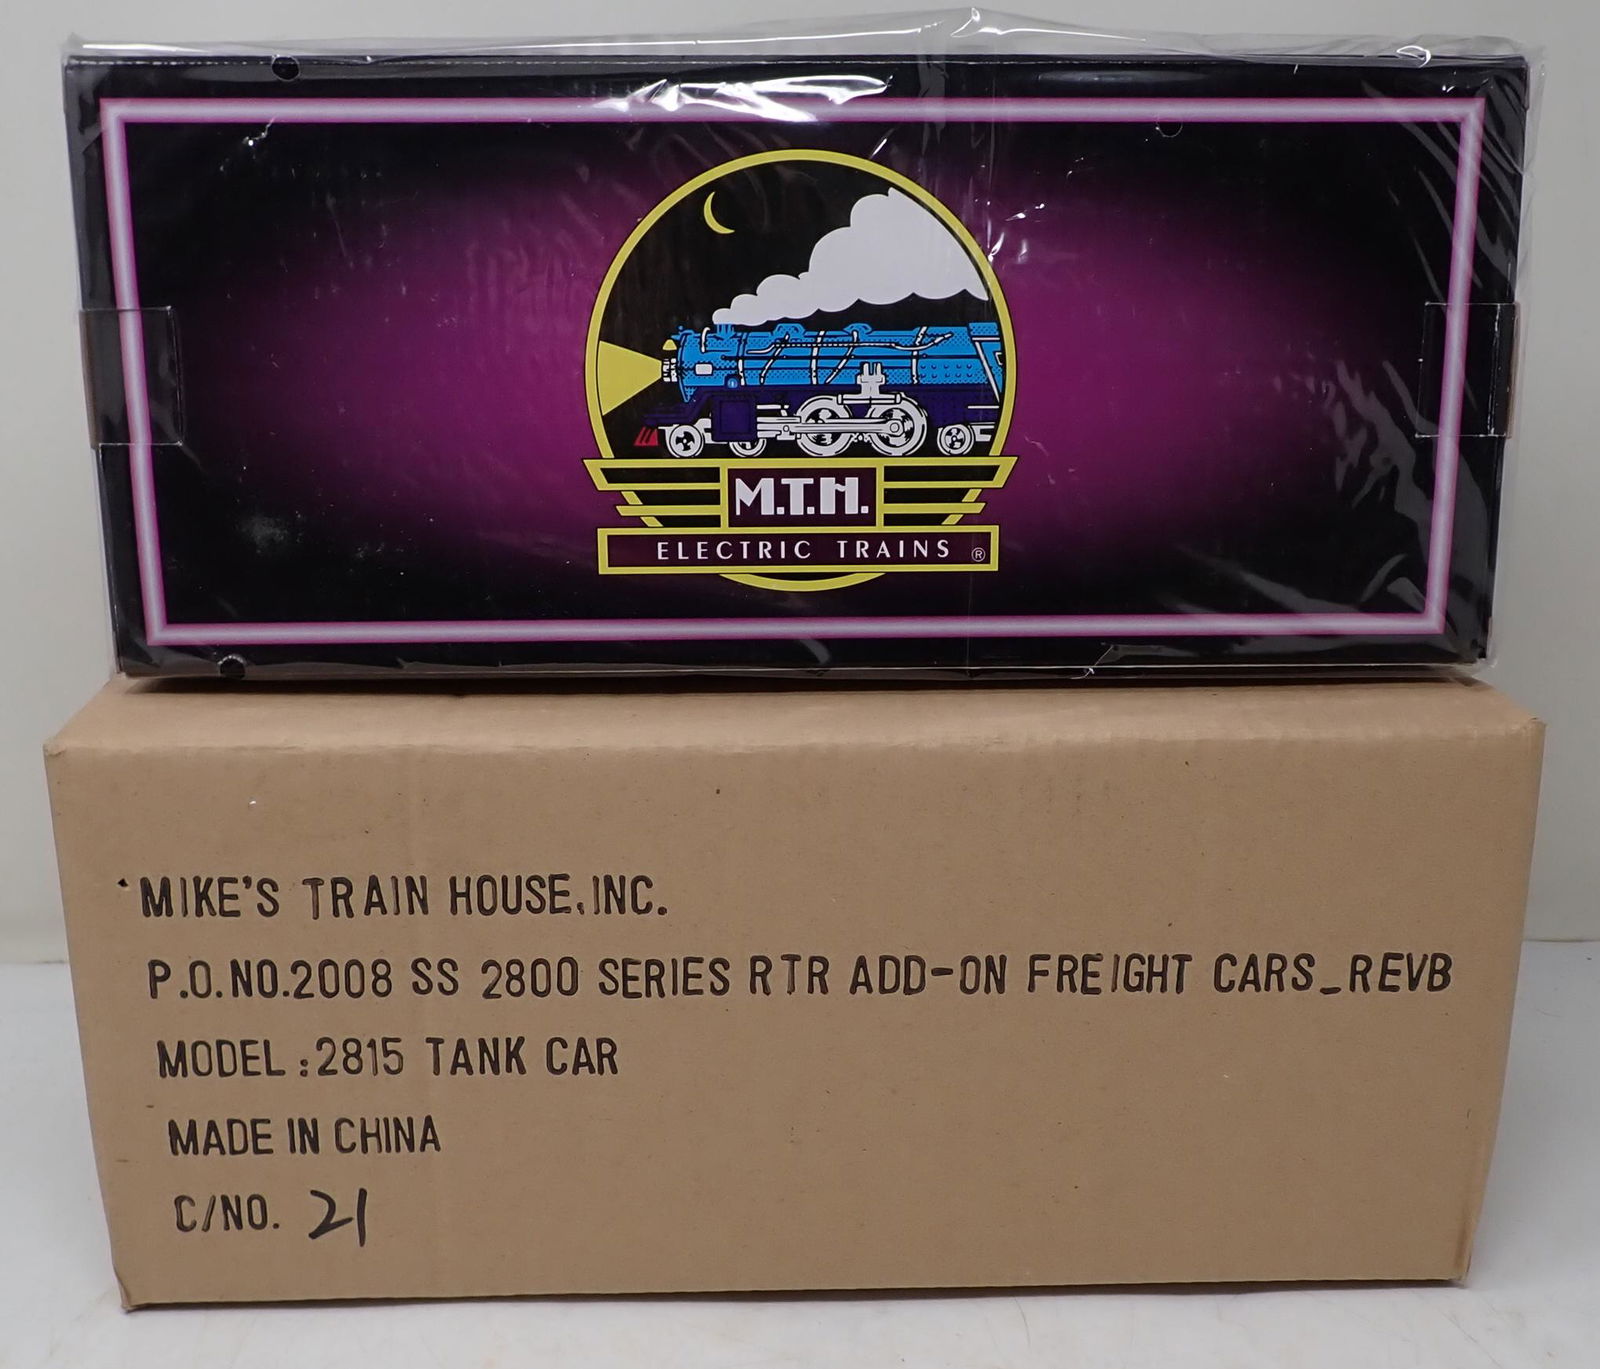 M.T.H.
ELECTRIC TRAINS ®
MIKE'S TRAIN HOUSE, INC.
P.O.NO.2008 SS 2800 SERIES RTR ADD-ON FREIGHT CARS_REVB
MODEL:2815 TANK CAR
MADE IN CHINA
C/NO. 21